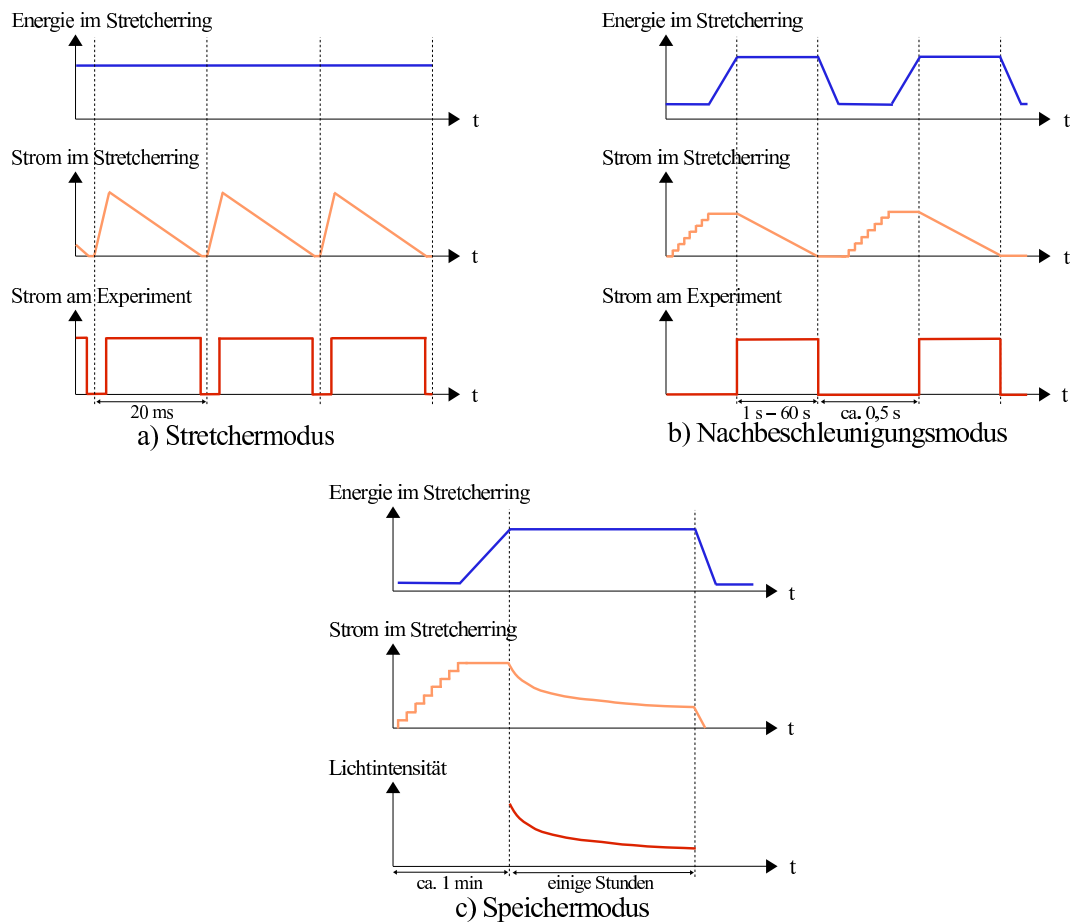 Energie im Stretcherring
t
Strom im Stretcherring
t
Strom am Experiment
t
20 ms
a) Stretchermodus
Energie im Stretcherring
t
Strom im Stretcherring
t
Strom am Experiment
t
1 s – 60 s
ca. 0,5 s
b) Nachbeschleunigungsmodus
Energie im Stretcherring
t
Strom im Stretcherring
t
Lichtintensität
t
ca. 1 min
einige Stunden
c) Speichermodus